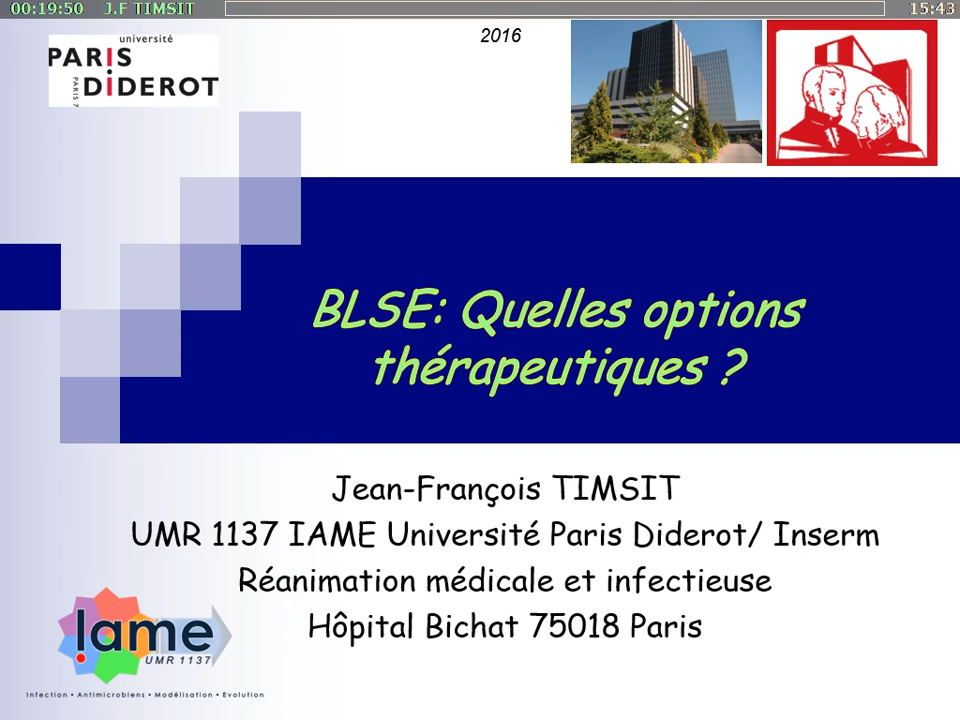 00:19:50 J.F TIMSIT 15:43
2016
université
PARIS
DIDEROT
PARIS 7
BLSE: Quelles options
thérapeutiques ?
Jean-François TIMSIT
UMR 1137 IAME Université Paris Diderot/ Inserm
Réanimation médicale et infectieuse
Hôpital Bichat 75018 Paris
!ame
UMR 1137
Infection • Antimicrobiens • Modélisation • Evolution